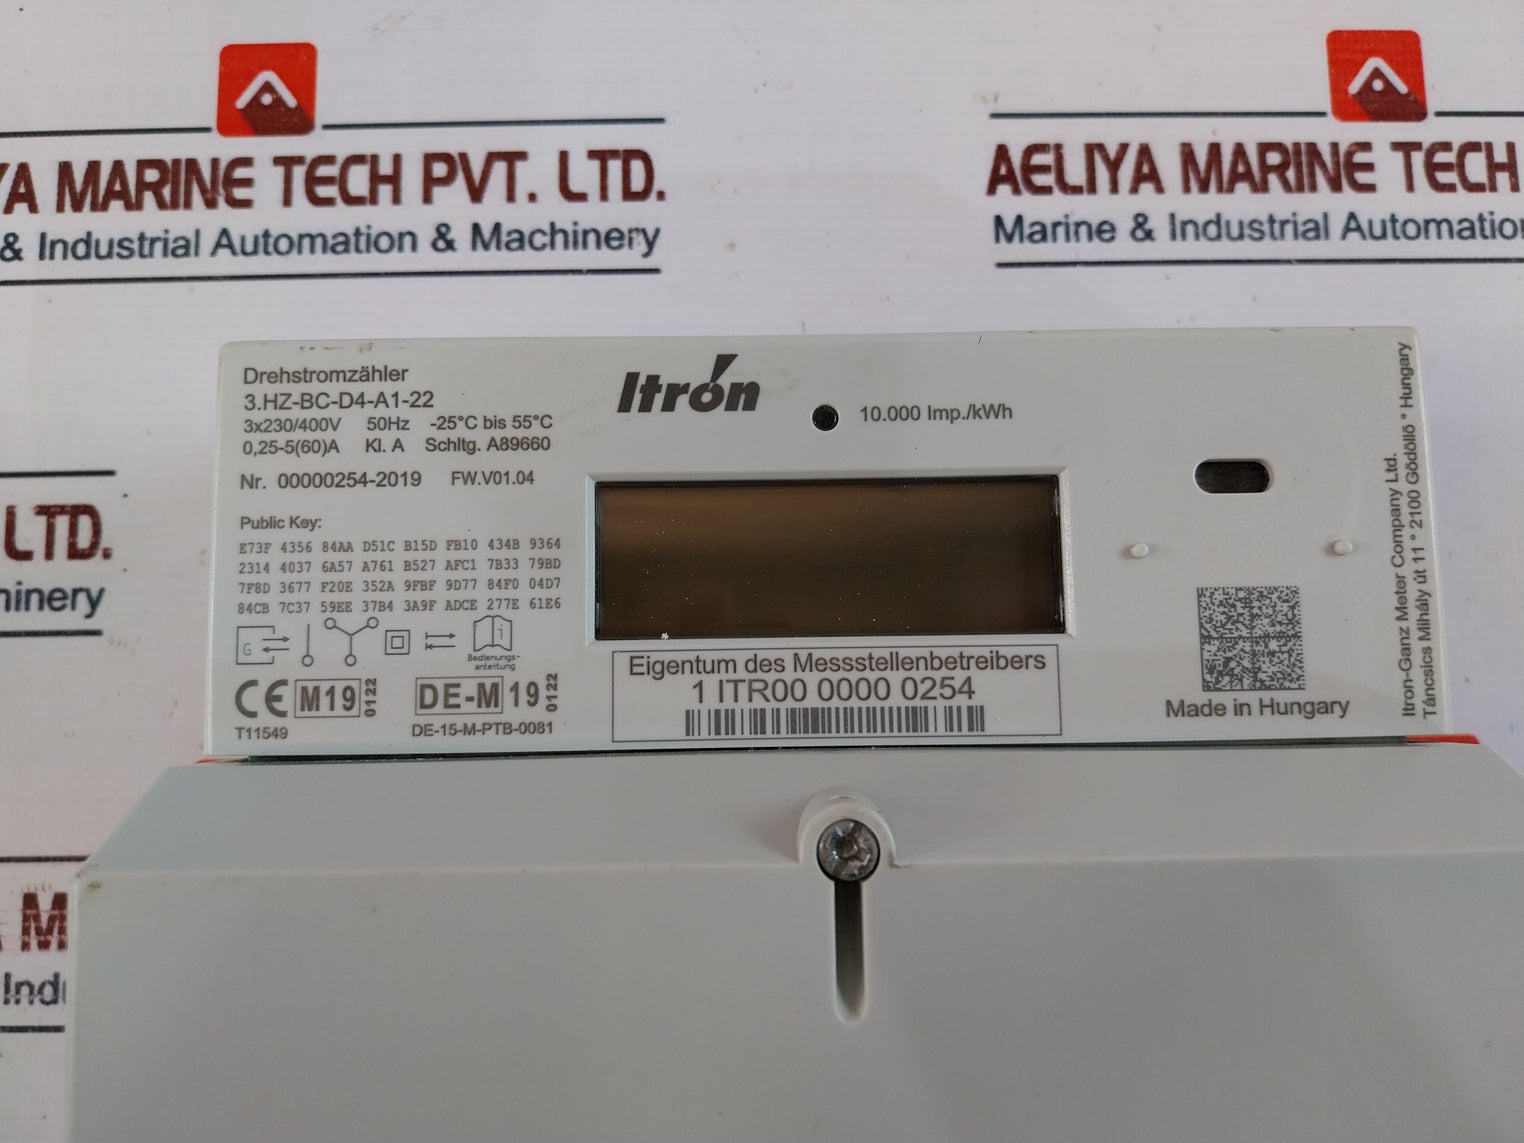 YA MARINE TECH PVT. LTD.
& Industrial Automation & Machinery
AELIYA MARINE TECH
Marine & Industrial Automation
LTD.
hinery
A M
Indu
Drehstromzähler
3.HZ-BC-D4-A1-22
3x230/400V 50Hz -25°C bis 55°C
0,25-5(60)A Kl. A Schltg. A89660
Nr. 00000254-2019 FW.V01.04
Public Key:
E73F 4356 84AA D51C B15D FB10 434B 9364
2314 4037 6A57 A761 B527 AFC1 7B33 79BD
7F8D 3677 F20E 352A 9FBF 9D77 84F0 04D7
84CB 7C37 59EE 37B4 3A9F ADCE 277E 61E6
G
i
Bedienungs-
anleitung
CE M19 0122 DE-M 19 0122
T11549 DE-15-M-PTB-0081
Itron
10.000 Imp./kWh
Eigentum des Messstellenbetreibers
1 ITR00 0000 0254
Made in Hungary
Itron-Ganz Meter Company Ltd.
Táncsics Mihály út 11 ° 2100 Gödöllő ° Hungary